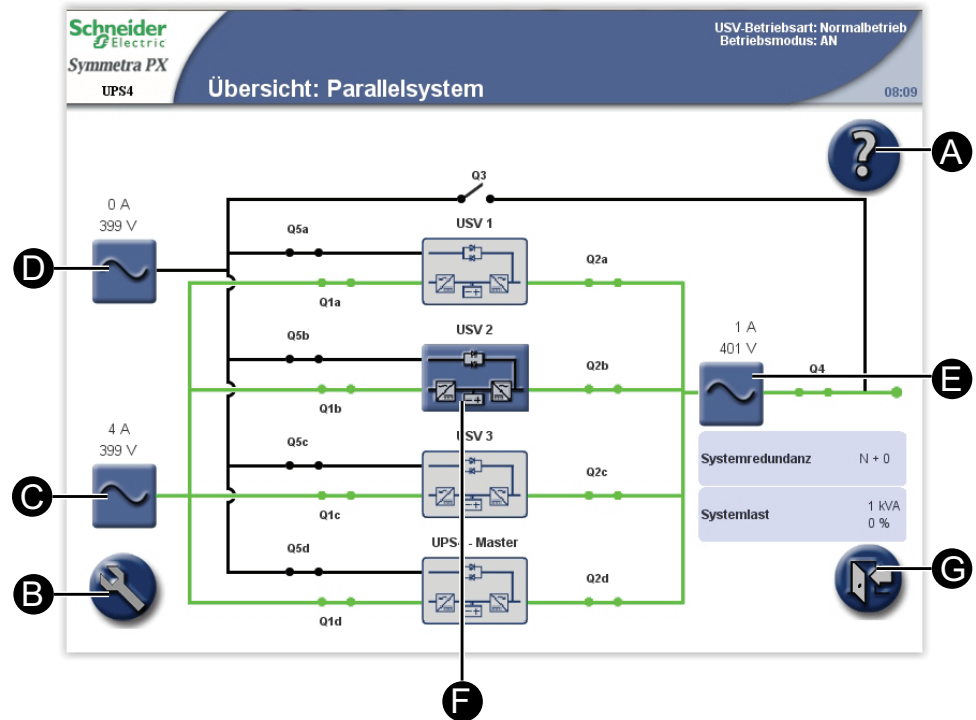 Schneider
Electric
Symmetra PX
UPS4
Übersicht: Parallelsystem
USV-Betriebsart: Normalbetrieb
Betriebsmodus: AN
08:09
A
Q3
0 A
399 V
D
Q5a
USV 1
Q2a
Q1a
Q5b
USV 2
Q2b
Q1b
1 A
401 V
Q4
E
4 A
399 V
C
Q5c
USV 3
Q2c
Q1c
Systemredundanz N + 0
Systemlast 1 kVA
0 %
Q5d
UPS4 - Master
Q2d
Q1d
B
G
F